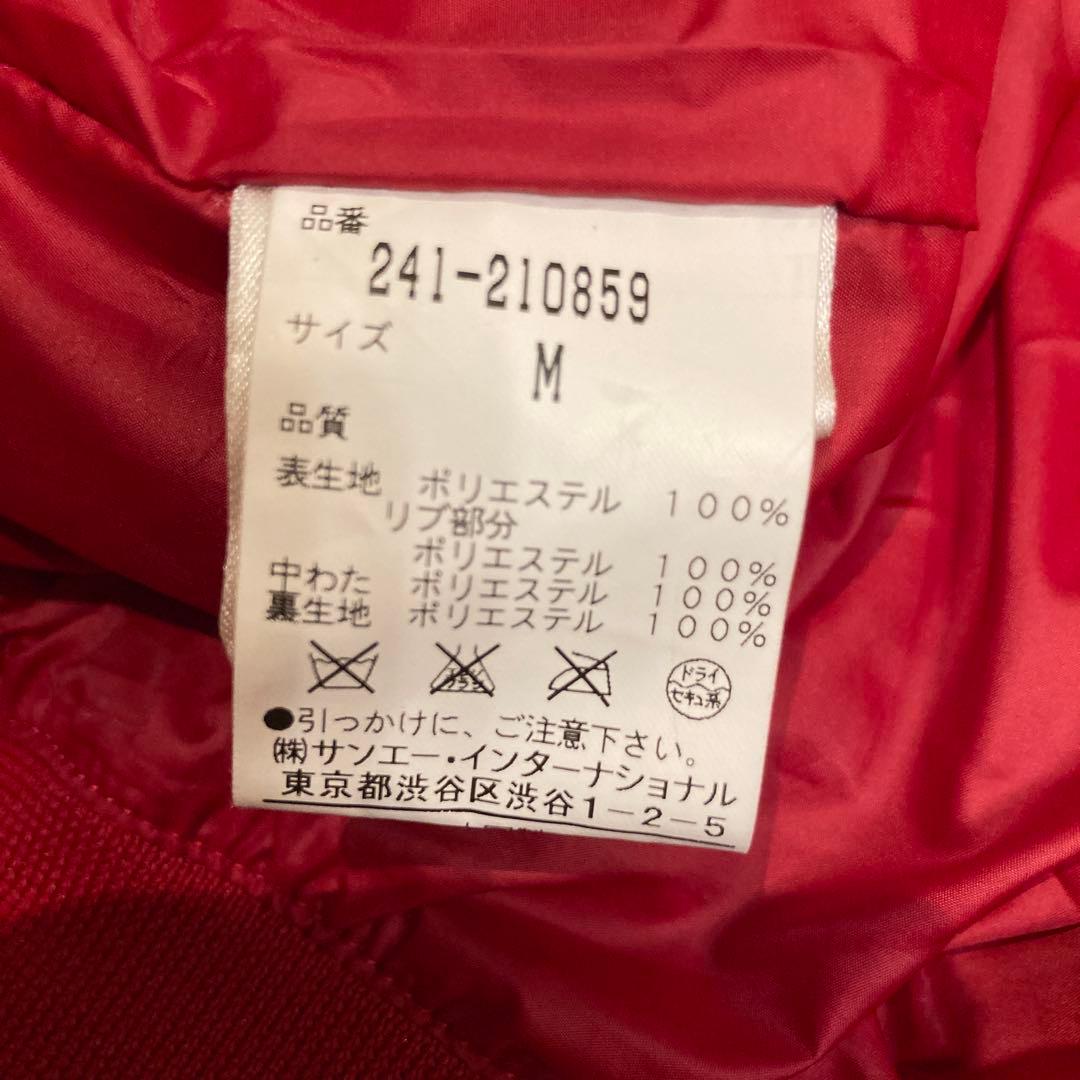 品番
241-210859
サイズ
M
品質
表生地 ポリエステル 100%
リブ部分
ポリエステル 100%
中わた ポリエステル 100%
裏生地 ポリエステル 100%
ドライ
セキユ系
●引っかけに、ご注意下さい。
㈱サンエー・インターナショナル
東京都渋谷区渋谷1-2-5